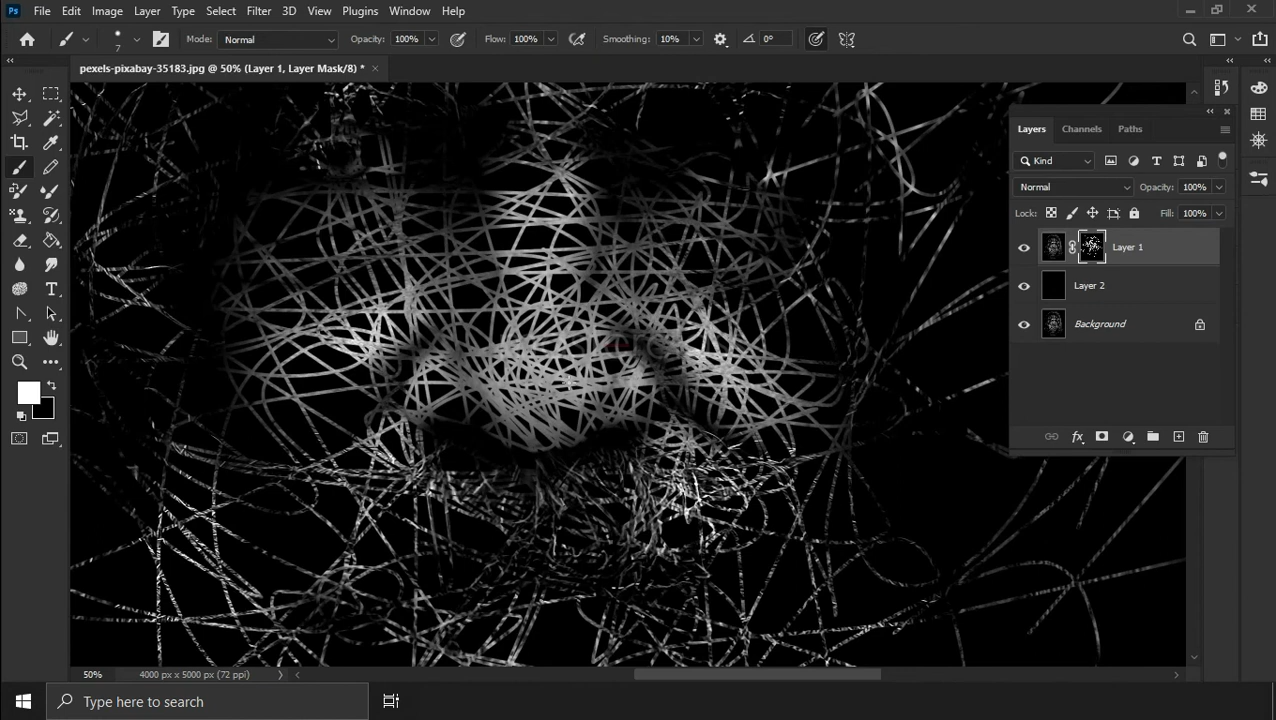 Ps File Edit Image Layer Type Select Filter 3D View Plugins Window Help
7 Mode: Normal Opacity: 100% Flow: 100% Smoothing: 10% 0°
pexels-pixabay-35183.jpg @ 50% (Layer 1, Layer Mask/8) * ×
Layers Channels Paths
Kind
Normal Opacity: 100%
Lock: Fill: 100%
Layer 1
Layer 2
Background
fx
50% 4000 px x 5000 px (72 ppi)
Type here to search